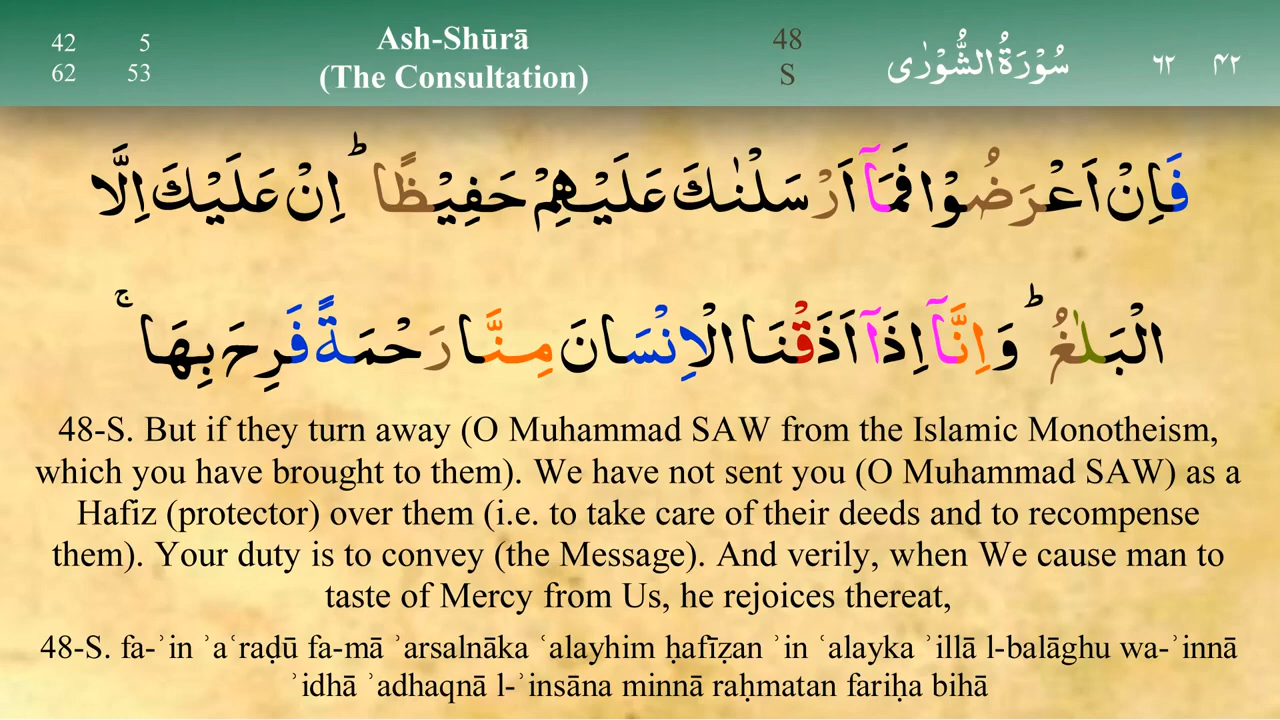 42 5
62 53
Ash-Shūrā
(The Consultation)
48
S
سُوْرَةُ الشُّوْرٰى
٦٢ ٤٢
فَاِنْ اَعْرَضُوْا فَمَآ اَرْسَلْنٰكَ عَلَيْهِمْ حَفِيْظًا ؕ اِنْ عَلَيْكَ اِلَّا
الْبَلٰغُ ؕ وَ اِنَّآ اِذَآ اَذَقْنَا الْاِنْسَانَ مِنَّا رَحْمَةً فَرِحَ بِهَا ۚ
48-S. But if they turn away (O Muhammad SAW from the Islamic Monotheism,
which you have brought to them). We have not sent you (O Muhammad SAW) as a
Hafiz (protector) over them (i.e. to take care of their deeds and to recompense
them). Your duty is to convey (the Message). And verily, when We cause man to
taste of Mercy from Us, he rejoices thereat,
48-S. fa-ʾin ʾaʿraḍū fa-mā ʾarsalnāka ʿalayhim ḥafīẓan ʾin ʿalayka ʾillā l-balāghu wa-ʾinnā
ʾidhā ʾadhaqnā l-ʾinsāna minnā raḥmatan fariḥa bihā